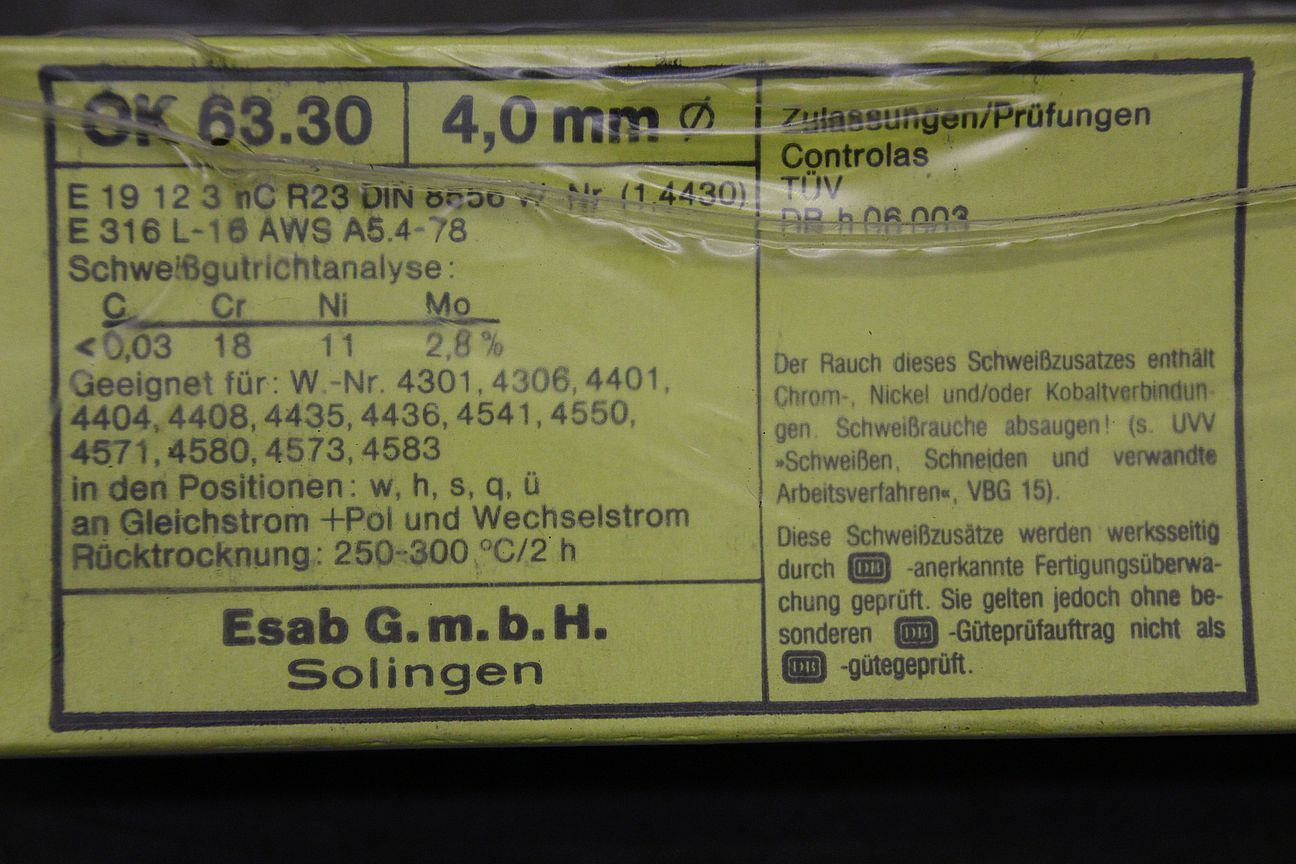 OK 63.30
4,0 mm Ø
E 19 12 3 nC R23 DIN 8556 W.-Nr. (1.4430)
E 316 L-16 AWS A5.4-78
Schweißgutrichtanalyse:
C Cr Ni Mo
<0,03 18 11 2,8 %
Geeignet für: W.-Nr. 4301, 4306, 4401,
4404, 4408, 4435, 4436, 4541, 4550,
4571, 4580, 4573, 4583
in den Positionen: w, h, s, q, ü
an Gleichstrom +Pol und Wechselstrom
Rücktrocknung: 250-300 °C/2 h
Esab G.m.b.H.
Solingen
Zulassungen/Prüfungen
Controlas
TÜV
DB h 06.003
Der Rauch dieses Schweißzusatzes enthält
Chrom-, Nickel und/oder Kobaltverbindun-
gen. Schweißrauche absaugen! (s. UVV
»Schweißen, Schneiden und verwandte
Arbeitsverfahren«, VBG 15).
Diese Schweißzusätze werden werksseitig
durch DB -anerkannte Fertigungsüberwa-
chung geprüft. Sie gelten jedoch ohne be-
sonderen DB -Güteprüfauftrag nicht als
DB -gütegeprüft.